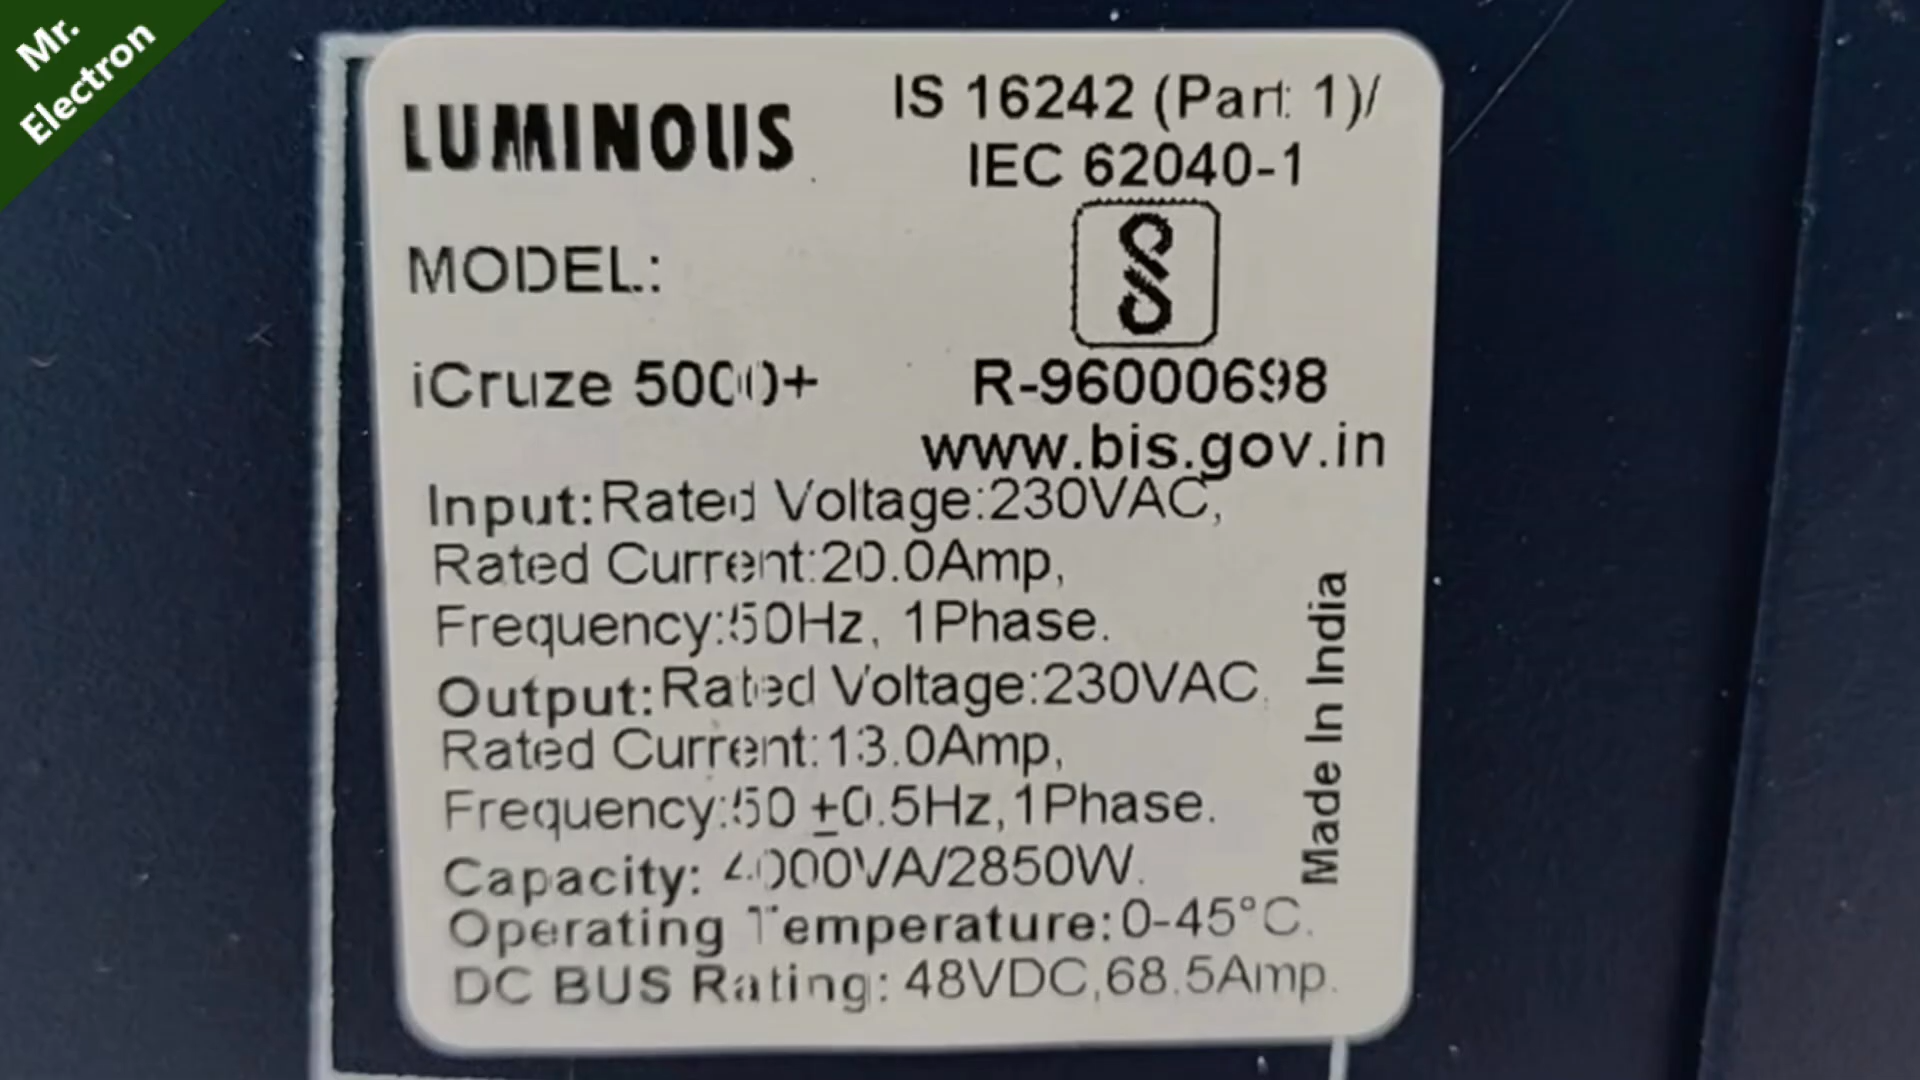 Mr.
Electron
LUMINOUS
IS 16242 (Part 1)/
IEC 62040-1
MODEL:
iCruze 5000+
R-96000698
www.bis.gov.in
Input:Rated Voltage:230VAC,
Rated Current:20.0Amp,
Frequency:50Hz, 1Phase.
Output:Rated Voltage:230VAC,
Rated Current:13.0Amp,
Frequency:50 ±0.5Hz,1Phase.
Capacity: 4000VA/2850W.
Operating Temperature:0-45°C.
DC BUS Rating: 48VDC,68.5Amp.
Made In India